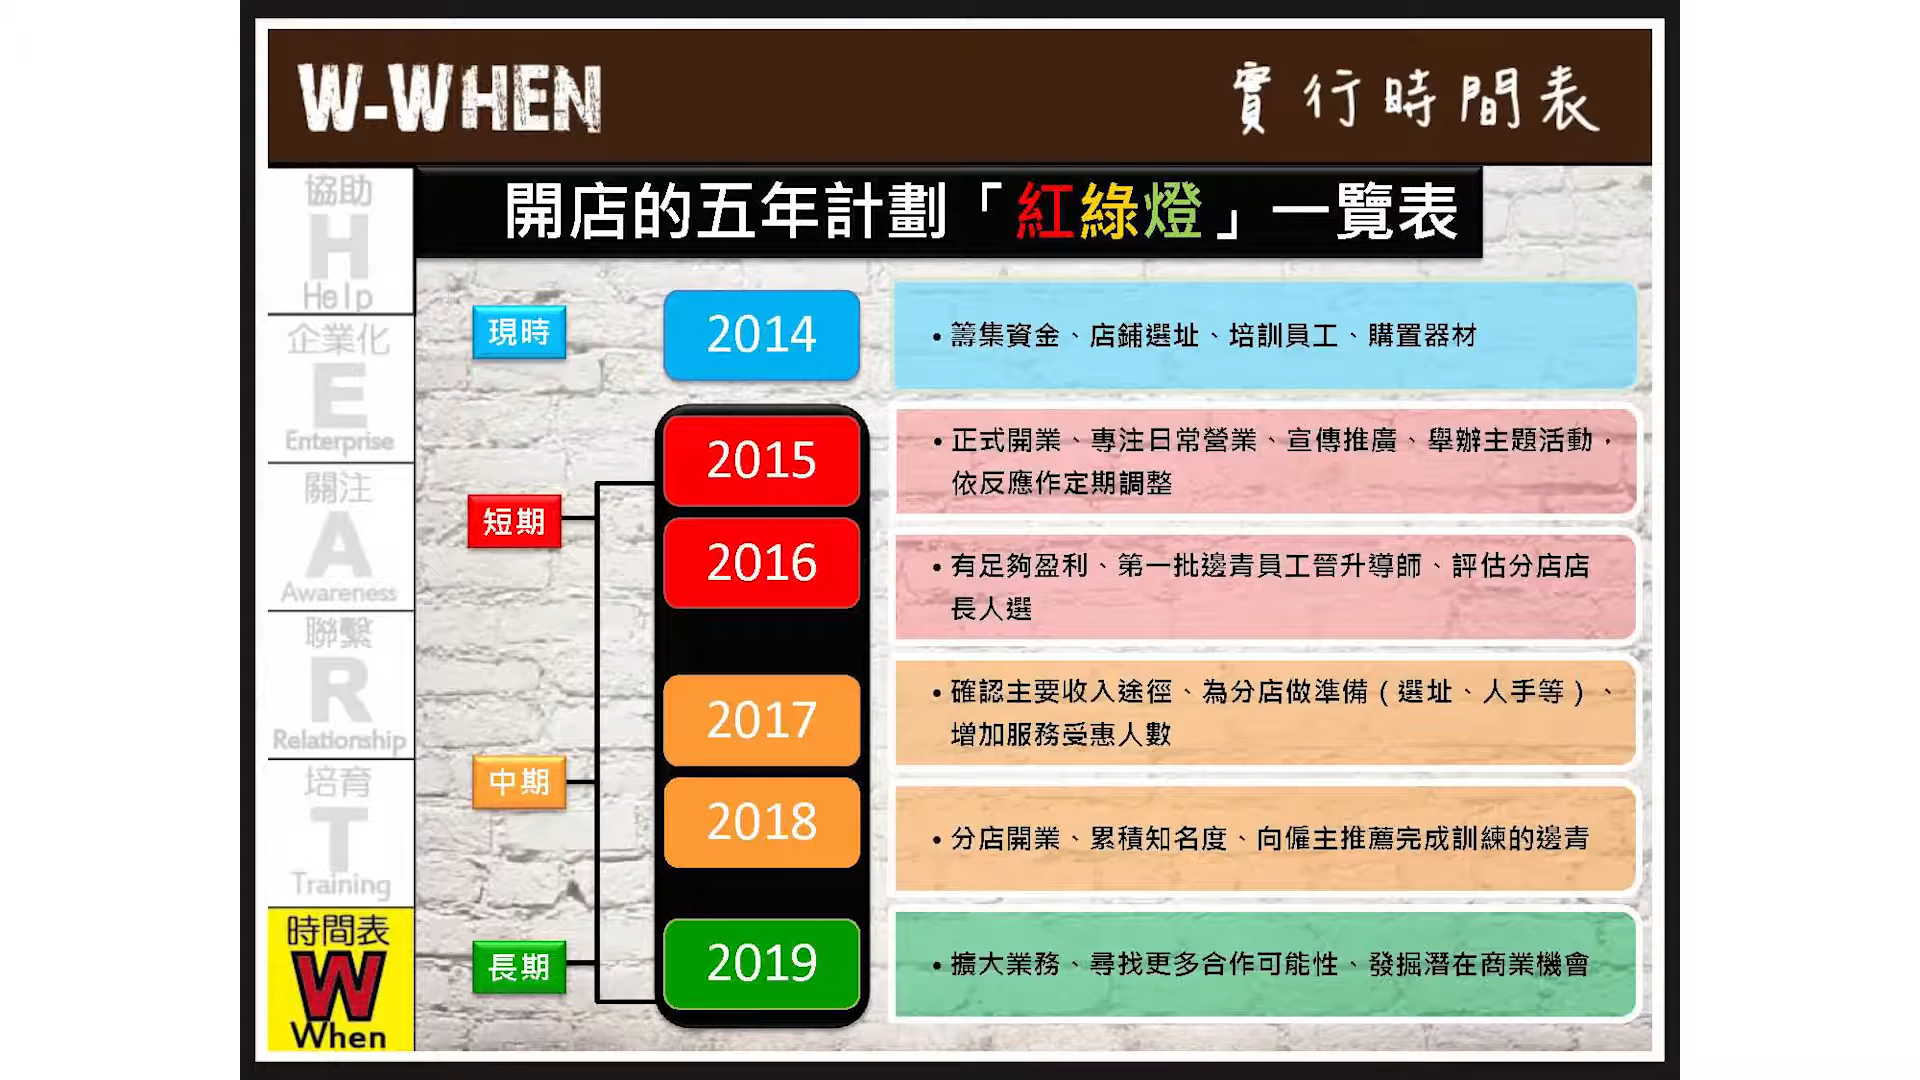 W-WHEN
實行時間表
協助
H
Help
企業化
E
Enterprise
關注
A
Awareness
聯繫
R
Relationship
培育
T
Training
時間表
W
When
開店的五年計劃「紅綠燈」一覽表
現時
2014
•籌集資金、店鋪選址、培訓員工、購置器材
短期
2015
•正式開業、專注日常營業、宣傳推廣、舉辦主題活動，
依反應作定期調整
2016
•有足夠盈利、第一批邊青員工晉升導師、評估分店店
長人選
中期
2017
•確認主要收入途徑、為分店做準備（選址、人手等）、
增加服務受惠人數
2018
•分店開業、累積知名度、向僱主推薦完成訓練的邊青
長期
2019
•擴大業務、尋找更多合作可能性、發掘潛在商業機會